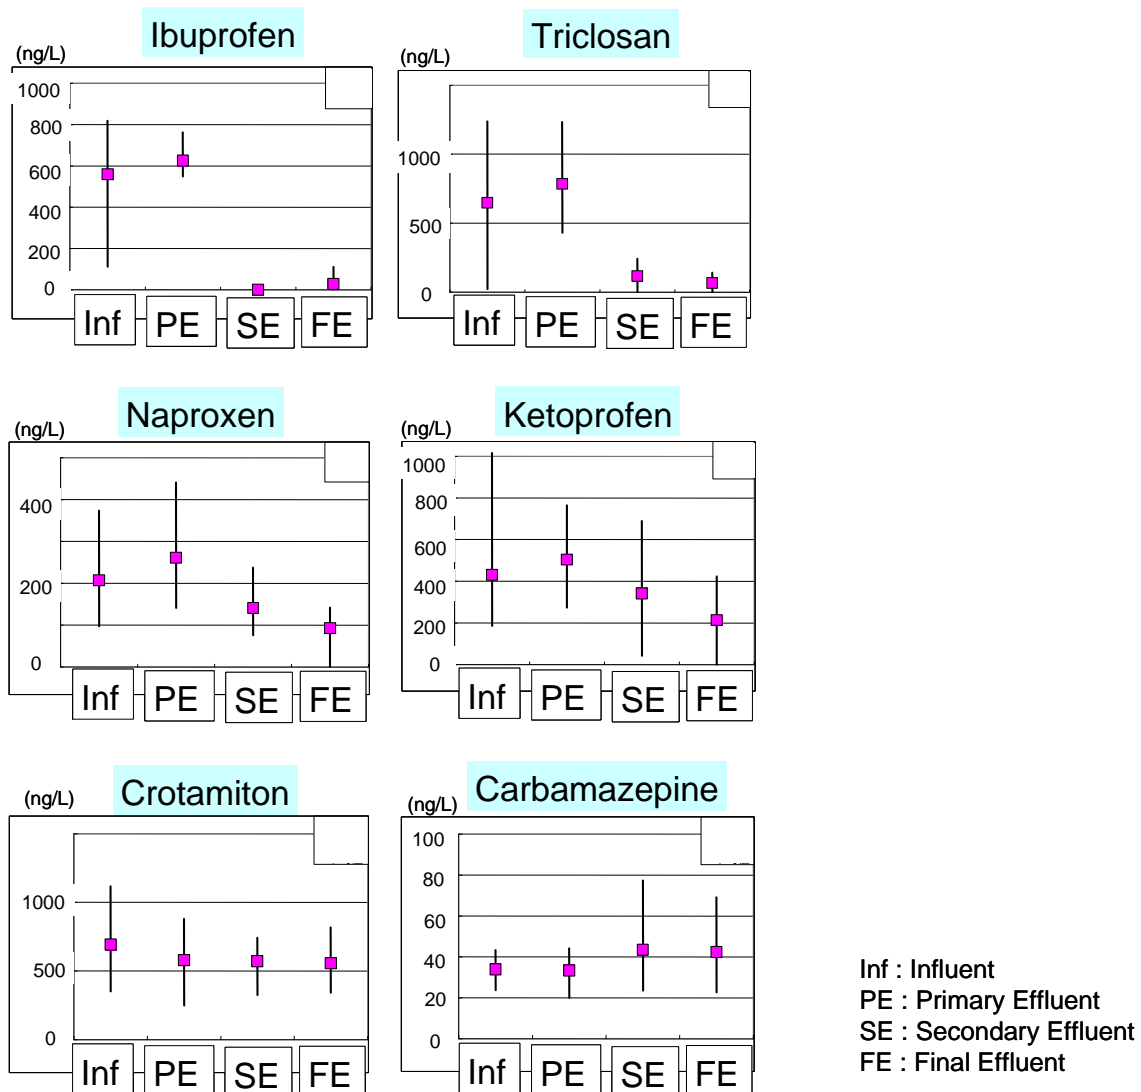 Ibuprofen
(ng/L)
1000
800
600
400
200
0
Inf PE SE FE
Triclosan
(ng/L)
1000
500
0
Inf PE SE FE
Naproxen
(ng/L)
400
200
0
Inf PE SE FE
Ketoprofen
(ng/L)
1000
800
600
400
200
0
Inf PE SE FE
Crotamiton
(ng/L)
1000
500
0
Inf PE SE FE
Carbamazepine
(ng/L)
100
80
60
40
20
0
Inf PE SE FE
Inf : Influent
PE : Primary Effluent
SE : Secondary Effluent
FE : Final Effluent